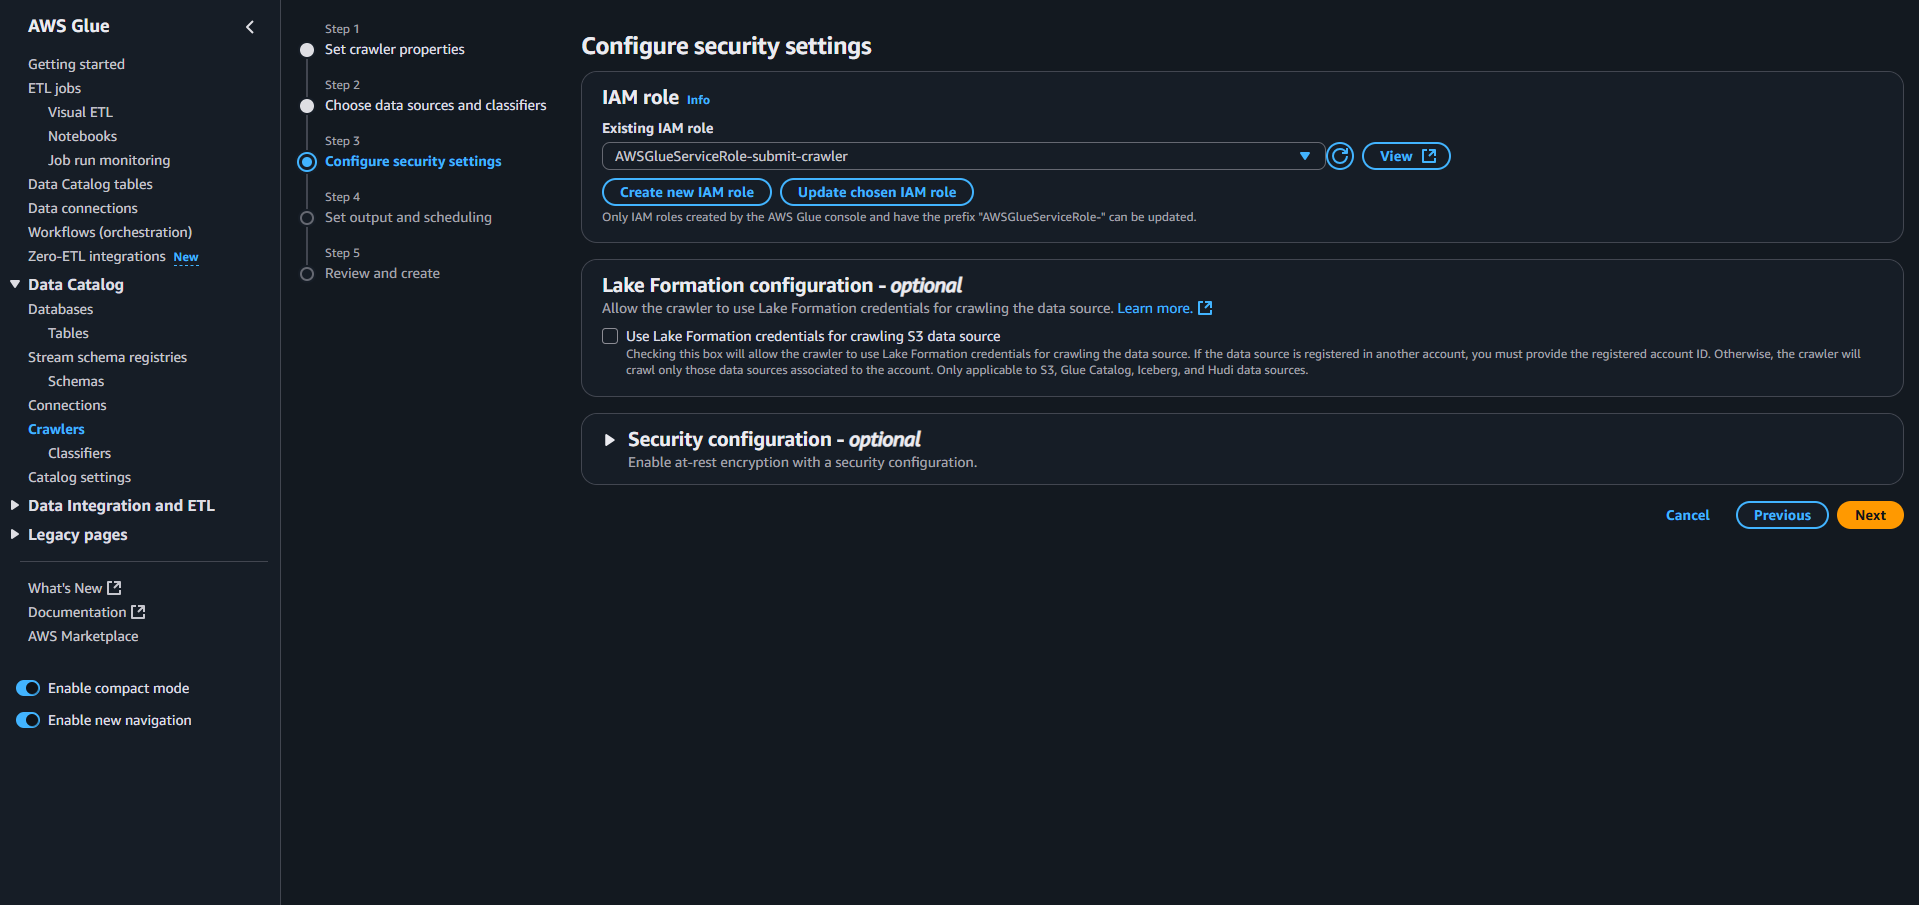 AWS Glue
Getting started
ETL jobs
Visual ETL
Notebooks
Job run monitoring
Data Catalog tables
Data connections
Workflows (orchestration)
Zero-ETL integrations New
Data Catalog
Databases
Tables
Stream schema registries
Schemas
Connections
Crawlers
Classifiers
Catalog settings
Data Integration and ETL
Legacy pages
What's New
Documentation
AWS Marketplace
Enable compact mode
Enable new navigation
Step 1
Set crawler properties
Step 2
Choose data sources and classifiers
Step 3
Configure security settings
Step 4
Set output and scheduling
Step 5
Review and create
Configure security settings
IAM role Info
Existing IAM role
AWSGlueServiceRole-submit-crawler
View
Create new IAM role Update chosen IAM role
Only IAM roles created by the AWS Glue console and have the prefix "AWSGlueServiceRole-" can be updated.
Lake Formation configuration - optional
Allow the crawler to use Lake Formation credentials for crawling the data source. Learn more.
Use Lake Formation credentials for crawling S3 data source
Checking this box will allow the crawler to use Lake Formation credentials for crawling the data source. If the data source is registered in another account, you must provide the registered account ID. Otherwise, the crawler will
crawl only those data sources associated to the account. Only applicable to S3, Glue Catalog, Iceberg, and Hudi data sources.
Security configuration - optional
Enable at-rest encryption with a security configuration.
Cancel Previous Next